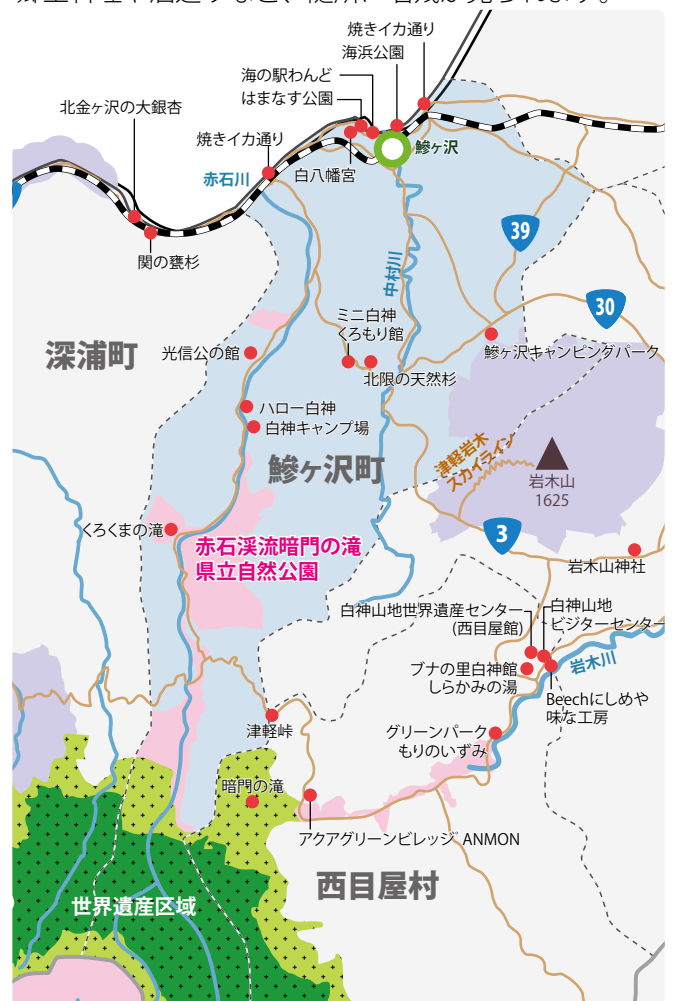 焼きイカ通り
海浜公園
海の駅わんど
はまなす公園
北金ヶ沢の大銀杏
焼きイカ通り
鰺ヶ沢
赤石川
白八幡宮
関の甕杉
39
中村川
30
ミニ白神
くろもり館
深浦町
光信公の館
鰺ヶ沢キャンピングパーク
北限の天然杉
ハロー白神
白神キャンプ場
津軽岩木
スカイライン
鰺ヶ沢町
岩木山
1625
くろくまの滝
3
赤石渓流暗門の滝
県立自然公園
岩木山神社
白神山地世界遺産センター
(西目屋館)
白神山地
ビジターセンター
ブナの里白神館
しらかみの湯
岩木川
Beechにしめや
味な工房
津軽峠
グリーンパーク
もりのいずみ
暗門の滝
アクアグリーンビレッジ ANMON
西目屋村
世界遺産区域